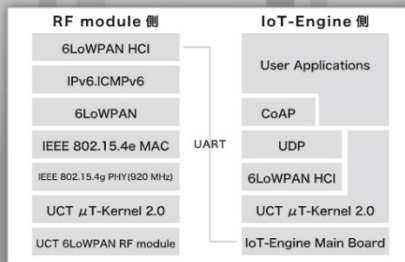 RF module 側
6LoWPAN HCI
IPv6.ICMPv6
6LoWPAN
IEEE 802.15.4e MAC
IEEE 802.15.4g PHY(920 MHz)
UCT μT-Kernel 2.0
UCT 6LoWPAN RF module
UART
IoT-Engine 側
User Applications
CoAP
UDP
6LoWPAN HCI
UCT μT-Kernel 2.0
IoT-Engine Main Board